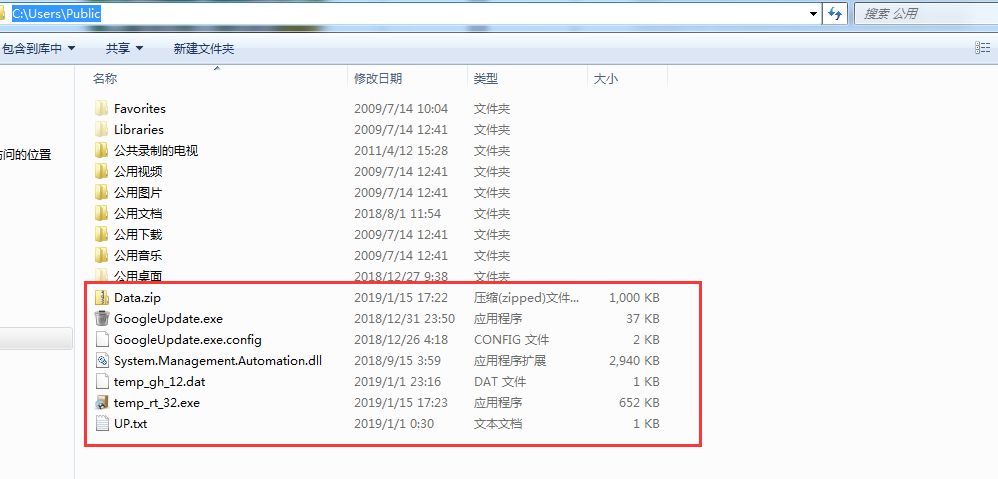 C:\Users\Public 搜索 公用
包含到库中 共享 新建文件夹
名称 修改日期 类型 大小
Favorites 2009/7/14 10:04 文件夹
Libraries 2009/7/14 12:41 文件夹
公共录制的电视 2011/4/12 15:28 文件夹
问的位置
公用视频 2009/7/14 12:41 文件夹
公用图片 2009/7/14 12:41 文件夹
公用文档 2018/8/1 11:54 文件夹
公用下载 2009/7/14 12:41 文件夹
公用音乐 2009/7/14 12:41 文件夹
公用桌面 2018/12/27 9:38 文件夹
Data.zip 2019/1/15 17:22 压缩(zipped)文件... 1,000 KB
GoogleUpdate.exe 2018/12/31 23:50 应用程序 37 KB
GoogleUpdate.exe.config 2018/12/26 4:18 CONFIG 文件 2 KB
System.Management.Automation.dll 2018/9/15 3:59 应用程序扩展 2,940 KB
temp_gh_12.dat 2019/1/1 23:16 DAT 文件 1 KB
temp_rt_32.exe 2019/1/15 17:23 应用程序 652 KB
UP.txt 2019/1/1 0:30 文本文档 1 KB